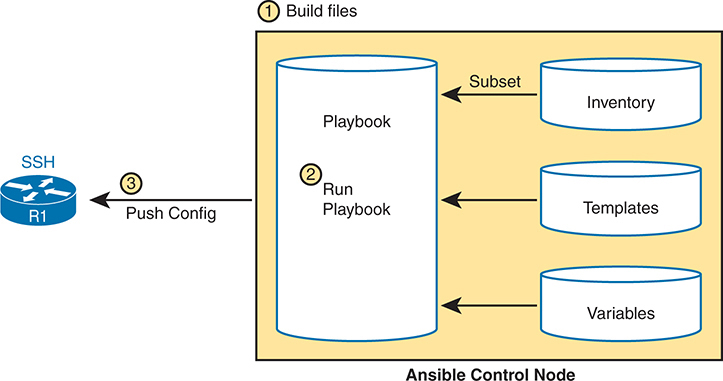 1 Build files
Subset
Inventory
Playbook
SSH
R1
3
Push Config
2
Run
Playbook
Templates
Variables
Ansible Control Node